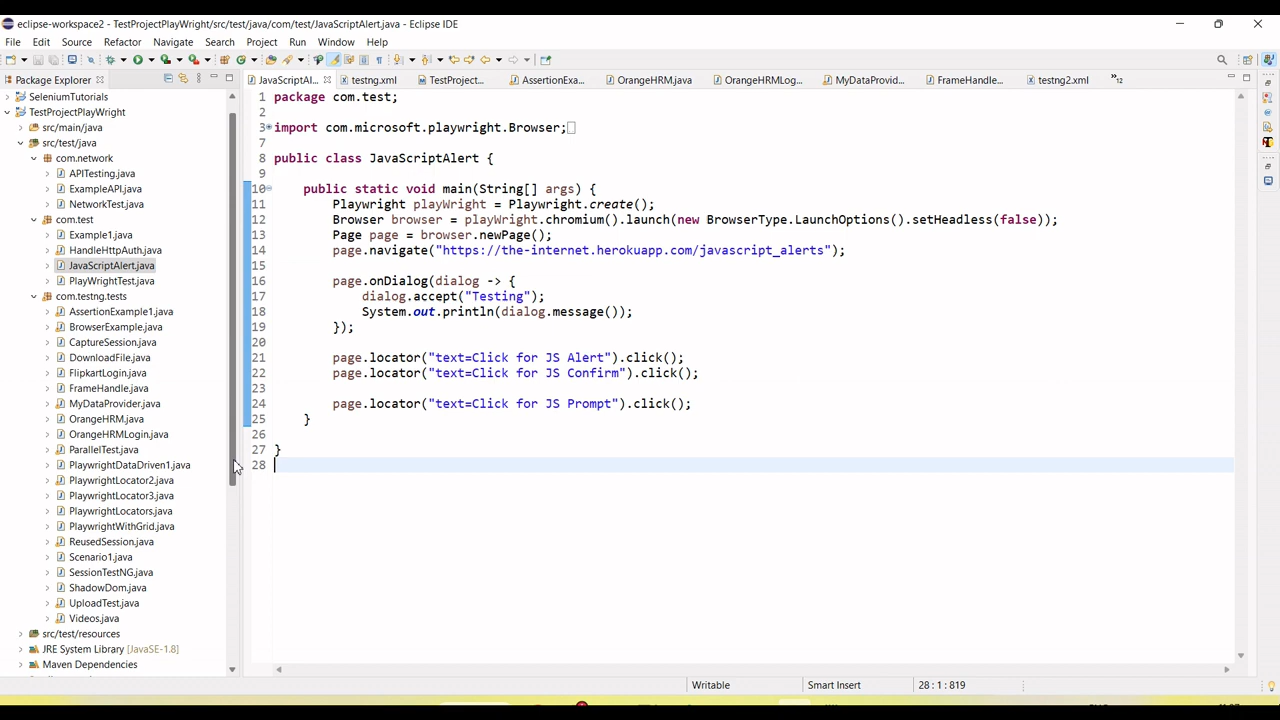 eclipse-workspace2 - TestProjectPlayWright/src/test/java/com/test/JavaScriptAlert.java - Eclipse IDE
File Edit Source Refactor Navigate Search Project Run Window Help
Package Explorer
JavaScriptAl... testng.xml TestProject... AssertionExa... OrangeHRM.java OrangeHRMLog... MyDataProvid... FrameHandle... testng2.xml »12
SeleniumTutorials
TestProjectPlayWright
src/main/java
src/test/java
com.network
APITesting.java
ExampleAPI.java
NetworkTest.java
com.test
Example1.java
HandleHttpAuth.java
JavaScriptAlert.java
PlayWrightTest.java
com.testng.tests
AssertionExample1.java
BrowserExample.java
CaptureSession.java
DownloadFile.java
FlipkartLogin.java
FrameHandle.java
MyDataProvider.java
OrangeHRM.java
OrangeHRMLogin.java
ParallelTest.java
PlaywrightDataDriven1.java
PlaywrightLocator2.java
PlaywrightLocator3.java
PlaywrightLocators.java
PlaywrightWithGrid.java
ReusedSession.java
Scenario1.java
SessionTestNG.java
ShadowDom.java
UploadTest.java
Videos.java
src/test/resources
JRE System Library [JavaSE-1.8]
Maven Dependencies
1 package com.test;
2
3 import com.microsoft.playwright.Browser;
7
8 public class JavaScriptAlert {
9
10 public static void main(String[] args) {
11 Playwright playWright = Playwright.create();
12 Browser browser = playWright.chromium().launch(new BrowserType.LaunchOptions().setHeadless(false));
13 Page page = browser.newPage();
14 page.navigate("https://the-internet.herokuapp.com/javascript_alerts");
15
16 page.onDialog(dialog -> {
17 dialog.accept("Testing");
18 System.out.println(dialog.message());
19 });
20
21 page.locator("text=Click for JS Alert").click();
22 page.locator("text=Click for JS Confirm").click();
23
24 page.locator("text=Click for JS Prompt").click();
25 }
26
27 }
28
Writable Smart Insert 28 : 1 : 819